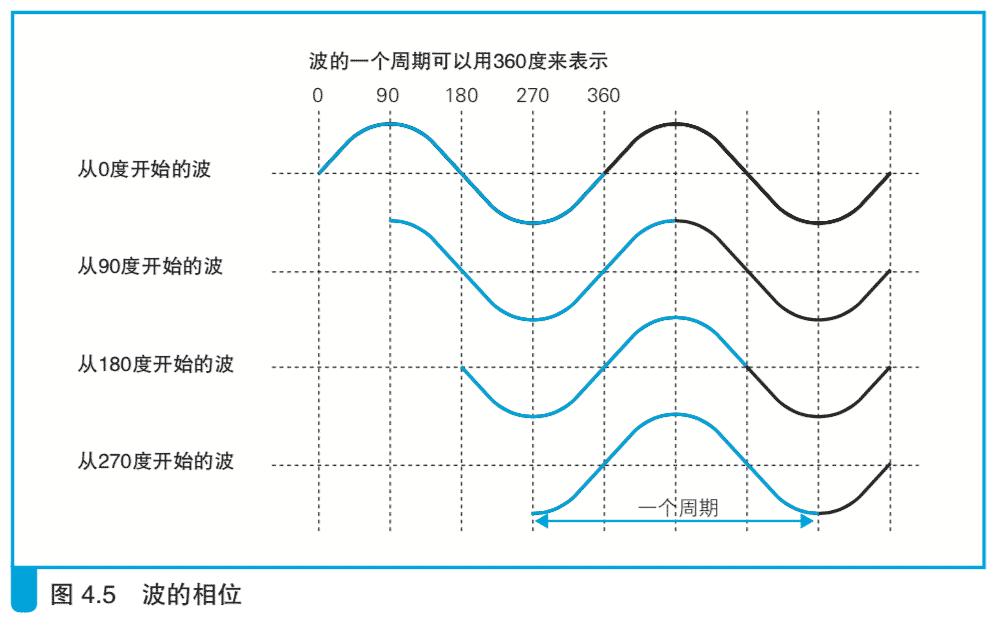 波的一个周期可以用360度来表示
0 90 180 270 360
从0度开始的波
从90度开始的波
从180度开始的波
从270度开始的波
一个周期
图 4.5 波的相位